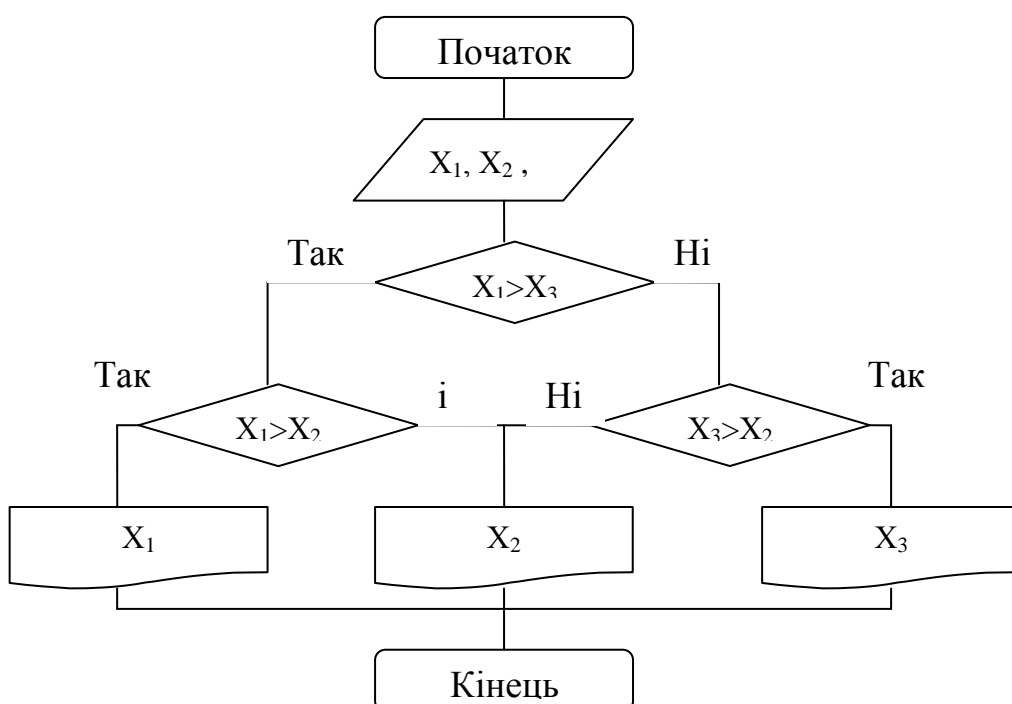 Початок
X₁, X₂ ,
Так
Ні
X₁>X₃
Так
і
Ні
Так
X₁>X₂
X₃>X₂
X₁
X₂
X₃
Кінець